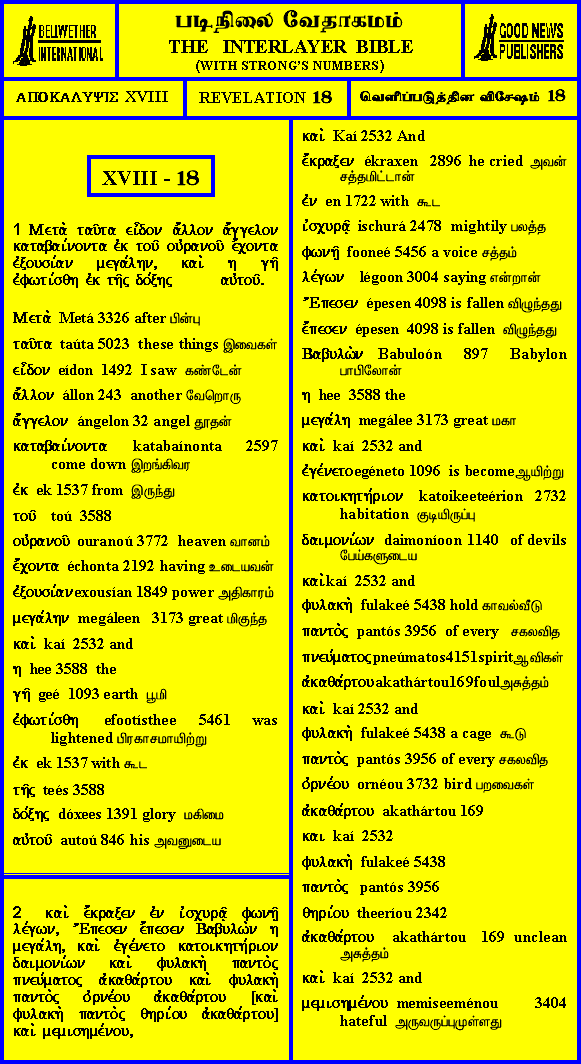 BELLWETHER
INTERNATIONAL
படிநிலை வேதாகமம்
THE INTERLAYER BIBLE
(WITH STRONG'S NUMBERS)
GOOD NEWS
PUBLISHERS
ΑΠΟΚΑΛΥΨΙΣ XVIII
REVELATION 18
வெளிப்படுத்தின விசேஷம் 18
XVIII - 18
1 Μετὰ ταῦτα εἶδον ἄλλον ἄγγελον
καταβαίνοντα ἐκ τοῦ οὐρανοῦ ἔχοντα
ἐξουσίαν μεγάλην, καὶ η γῆ
ἐφωτίσθη ἐκ τῆς δόξης αὐτοῦ.
Μετὰ Metá 3326 after பின்பு
ταῦτα taúta 5023 these things இவைகள்
εἶδον eídon 1492 I saw கண்டேன்
ἄλλον állon 243 another வேறொரு
ἄγγελον ángelon 32 angel தூதன்
καταβαίνοντα katabaínonta 2597
come down இறங்கிவர
ἐκ ek 1537 from இருந்து
τοῦ toú 3588
οὐρανοῦ ouranoú 3772 heaven வானம்
ἔχοντα échonta 2192 having உடையவன்
ἐξουσίαν exousían 1849 power அதிகாரம்
μεγάλην megáleen 3173 great மிகுந்த
καὶ kaí 2532 and
η hee 3588 the
γῆ geé 1093 earth பூமி
ἐφωτίσθη efootísthee 5461 was
lightened பிரகாசமாயிற்று
ἐκ ek 1537 with கூட
τῆς teés 3588
δόξης dóxees 1391 glory மகிமை
αὐτοῦ autoú 846 his அவனுடைய
2 καὶ ἔκραξεν ἐν ἰσχυρᾷ φωνῇ
λέγων, Ἔπεσεν ἔπεσεν Βαβυλὼν η
μεγάλη, καὶ ἐγένετο κατοικητήριον
δαιμονίων καὶ φυλακὴ παντὸς
πνεύματος ἀκαθάρτου καὶ φυλακὴ
παντὸς ὀρνέου ἀκαθάρτου [καὶ
φυλακὴ παντὸς θηρίου ἀκαθάρτου]
καὶ μεμισημένου,
καὶ Kaí 2532 And
ἔκραξεν ékraxen 2896 he cried அவன்
சத்தமிட்டான்
ἐν en 1722 with கூட
ἰσχυρᾷ ischurá 2478 mightily பலத்த
φωνῇ fooneé 5456 a voice சத்தம்
λέγων légoon 3004 saying என்றான்
Ἔπεσεν épesen 4098 is fallen விழுந்தது
ἔπεσεν épesen 4098 is fallen விழுந்தது
Βαβυλὼν Babuloón 897 Babylon
பாபிலோன்
η hee 3588 the
μεγάλη megálee 3173 great மகா
καὶ kaí 2532 and
ἐγένετο egéneto 1096 is become ஆயிற்று
κατοικητήριον katoikeeteérion 2732
habitation குடியிருப்பு
δαιμονίων daimoníoon 1140 of devils
பேய்களுடைய
καὶ kaí 2532 and
φυλακὴ fulakeé 5438 hold காவல்வீடு
παντὸς pantós 3956 of every சகலவித
πνεύματος pneúmatos 4151 spirit ஆவிகள்
ἀκαθάρτου akathártou 169 foul அசுத்தம்
καὶ kaí 2532 and
φυλακὴ fulakeé 5438 a cage கூடு
παντὸς pantós 3956 of every சகலவித
ὀρνέου ornéou 3732 bird பறவைகள்
ἀκαθάρτου akathártou 169
και kaí 2532
φυλακὴ fulakeé 5438
παντὸς pantós 3956
θηρίου theeríou 2342
ἀκαθάρτου akathártou 169 unclean
அசுத்தம்
καὶ kaí 2532 and
μεμισημένου memiseeménou 3404
hateful அருவருப்புமுள்ளது